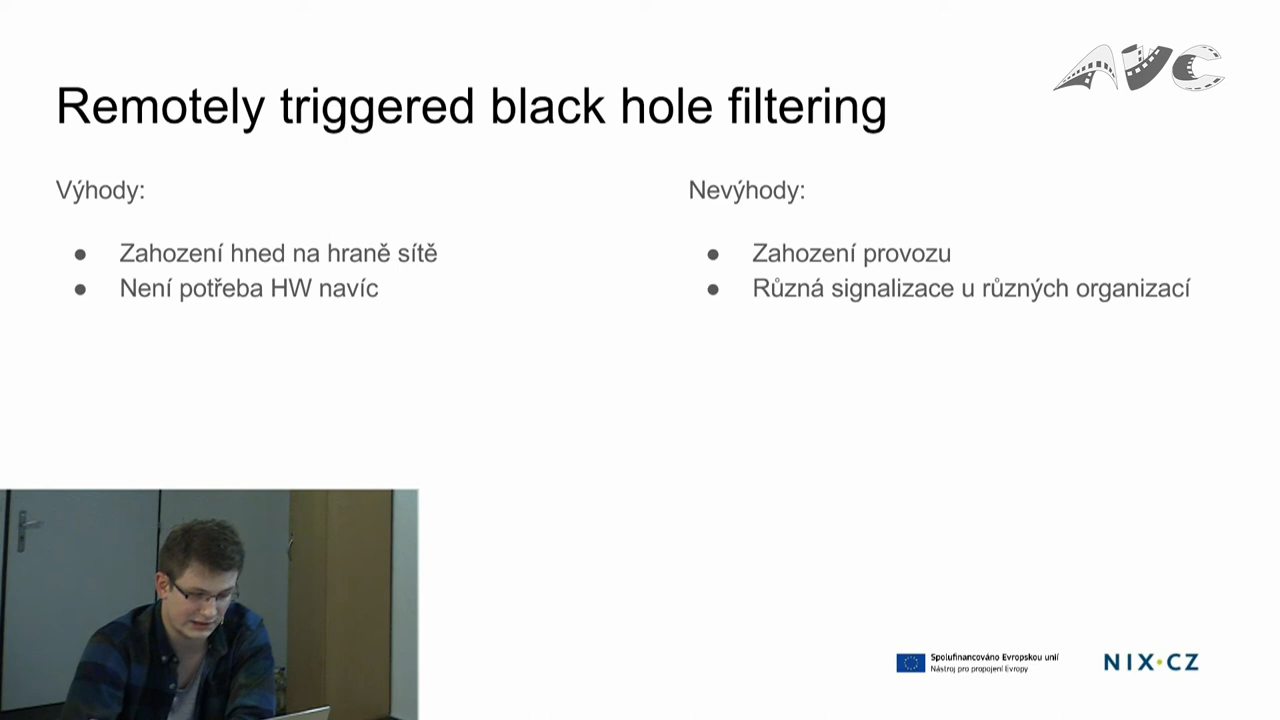 AVC
Remotely triggered black hole filtering
Výhody:
● Zahození hned na hraně sítě
● Není potřeba HW navíc
Nevýhody:
● Zahození provozu
● Různá signalizace u různých organizací
Spolufinancováno Evropskou unií
Nástroj pro propojení Evropy
NIX·CZ